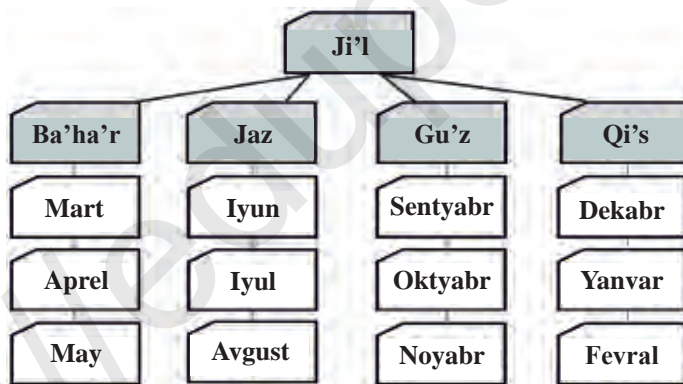 Ji’l
Ba’ha’r Jaz Gu’z Qi’s
Mart Iyun Sentyabr Dekabr
Aprel Iyul Oktyabr Yanvar
May Avgust Noyabr Fevral